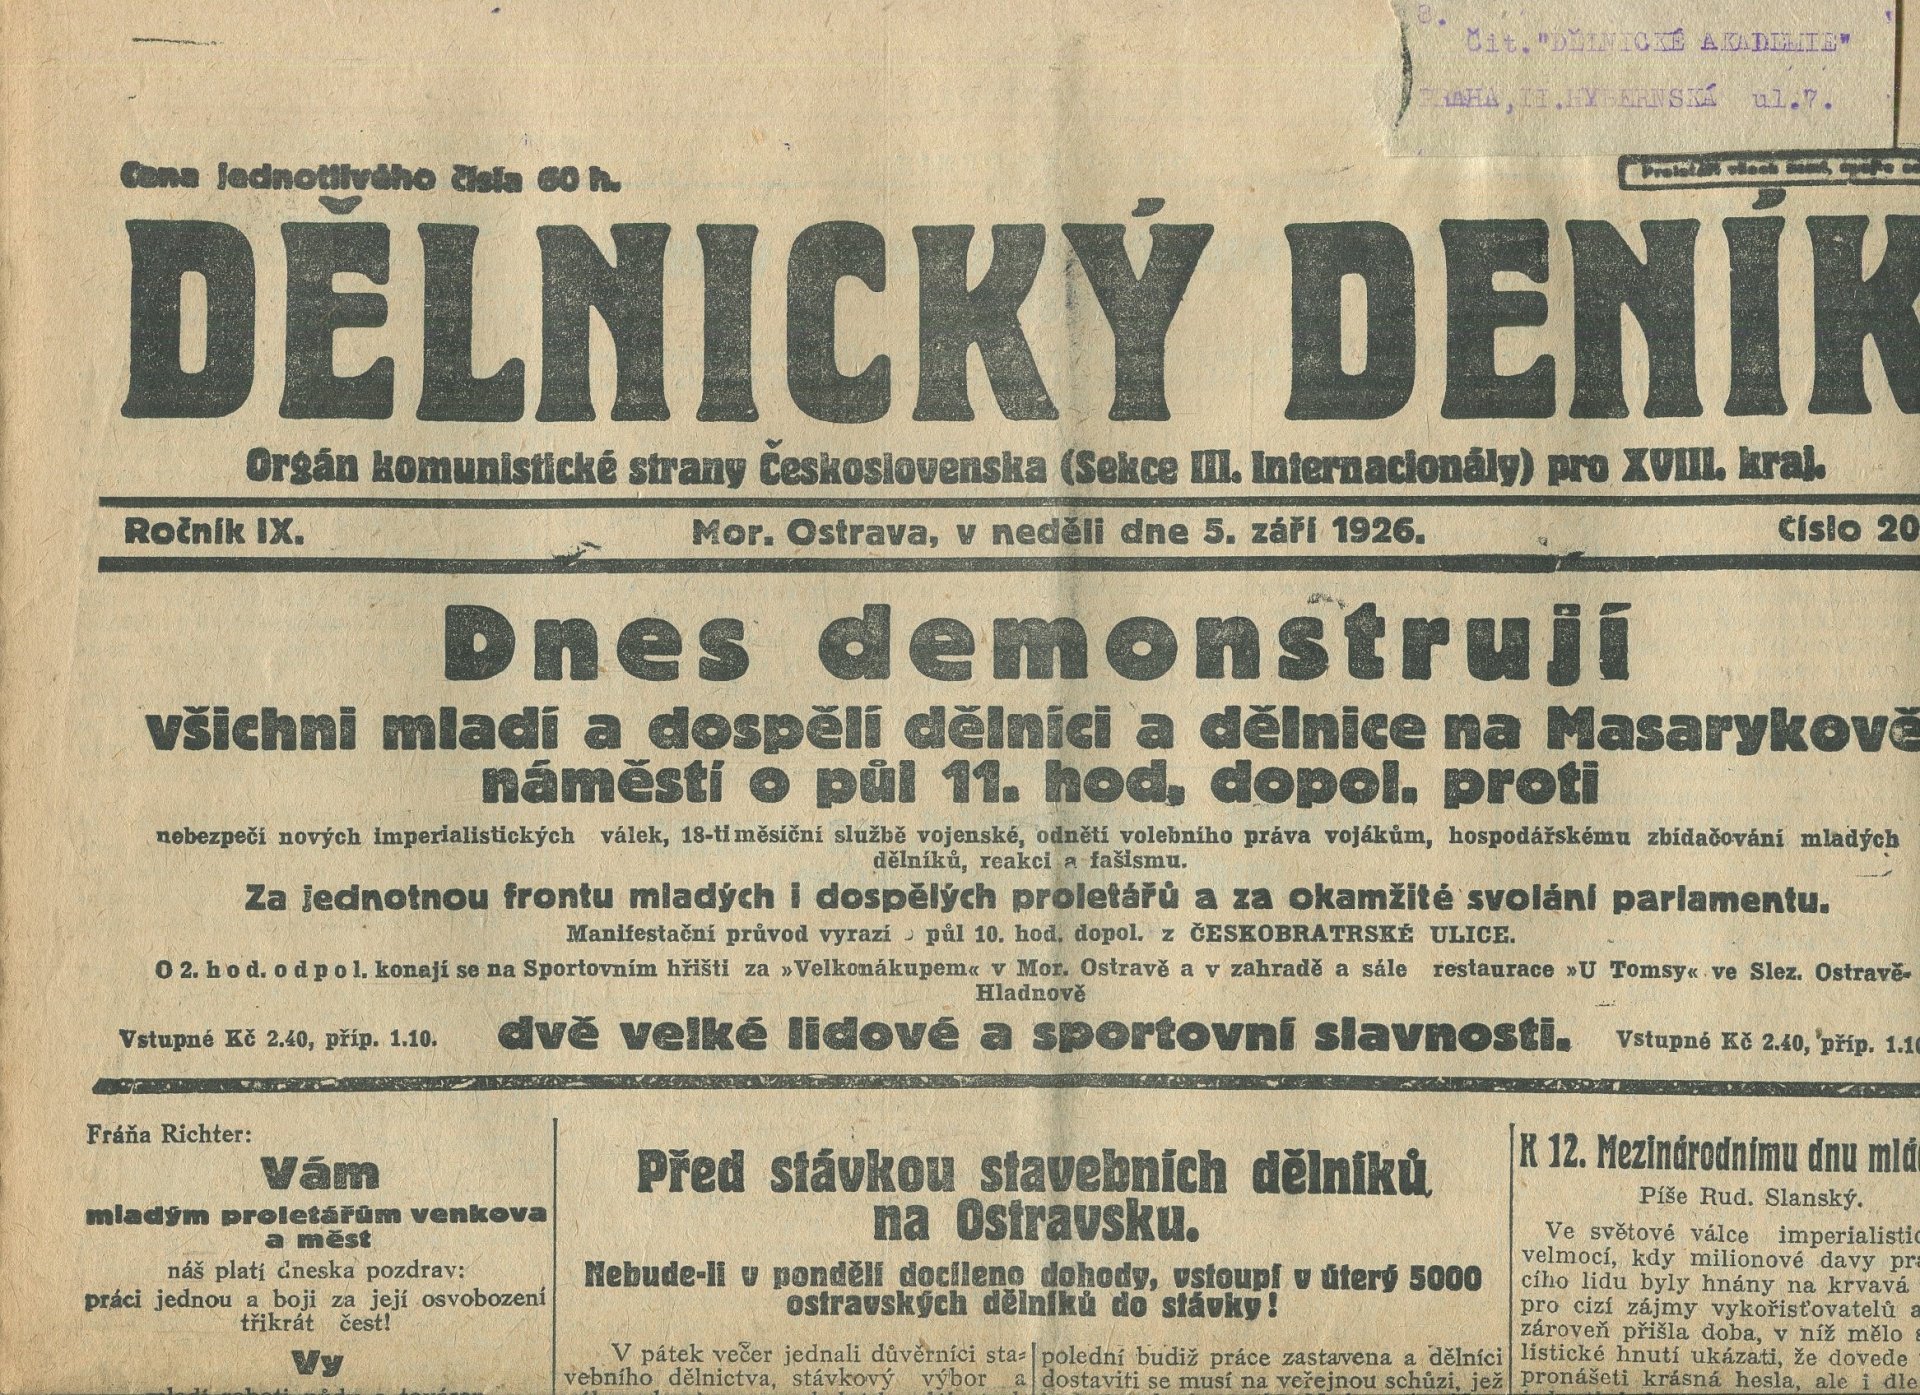 8.
Čit."DĚLNICKÉ AKADEMIE"
PRAHA,II.HYBERNSKÁ ul.7.
Cena jednotlivého čísla 60 h.
Proletáři všech zemí, spojte se
DĚLNICKÝ DENÍK
Orgán komunistické strany Československa (Sekce III. Internacionály) pro XVIII. kraj.
Ročník IX. Mor. Ostrava, v neděli dne 5. září 1926. Číslo 20
Dnes demonstrují
všichni mladí a dospělí dělníci a dělnice na Masarykově
náměstí o půl 11. hod. dopol. proti
nebezpečí nových imperialistických válek, 18-timěsíční službě vojenské, odnětí volebního práva vojákům, hospodářskému zbídačování mladých
dělníků, reakci a fašismu.
Za jednotnou frontu mladých i dospělých proletářů a za okamžité svolání parlamentu.
Manifestační průvod vyrazí o půl 10. hod. dopol. z ČESKOBRATRSKÉ ULICE.
O 2. hod. odpol. konají se na Sportovním hřišti za »Velkonákupem« v Mor. Ostravě a v zahradě a sále restaurace »U Tomsy« ve Slez. Ostravě-
Hladnově
Vstupné Kč 2.40, příp. 1.10. dvě velké lidové a sportovní slavnosti. Vstupné Kč 2.40, příp. 1.10
Fráňa Richter:
Vám
mladým proletářům venkova
a měst
náš platí dneska pozdrav:
práci jednou a boji za její osvobození
třikrát čest!
Vy
Před stávkou stavebních dělníků
na Ostravsku.
Nebude-li v pondělí docíleno dohody, vstoupí v úterý 5000
ostravských dělníků do stávky!
V pátek večer jednali důvěrníci sta-
vebního dělnictva, stávkový výbor a
polední budiž práce zastavena a dělníci
dostaviti se musí na veřejnou schůzi, jež
K 12. Mezinárodnímu dnu mlá
Píše Rud. Slanský.
Ve světové válce imperialistic
velmocí, kdy milionové davy pra
cího lidu byly hnány na krvavá
pro cizí zájmy vykořisťovatelů a
zároveň přišla doba, v níž mělo s
listické hnutí ukázati, že dovede
pronášeti krásná hesla, ale i dle